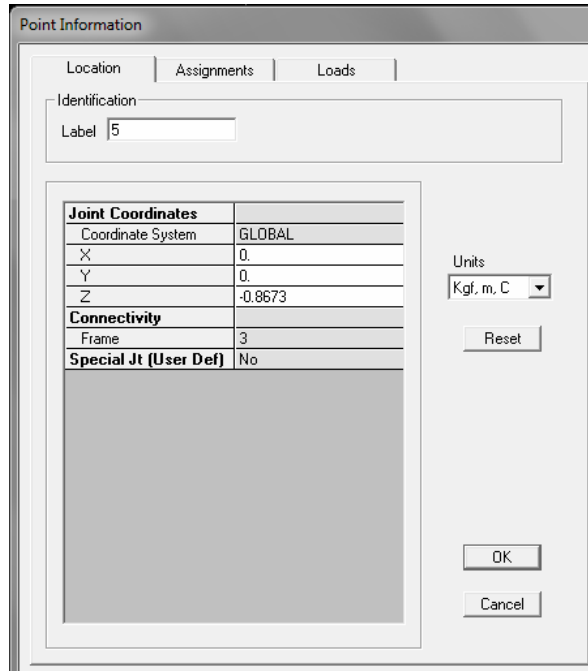 Point Information
Location Assignments Loads
Identification
Label 5
Joint Coordinates
Coordinate System GLOBAL
X 0.
Y 0.
Z -0.8673
Connectivity
Frame 3
Special Jt (User Def) No
Units
Kgf, m, C
Reset
OK
Cancel